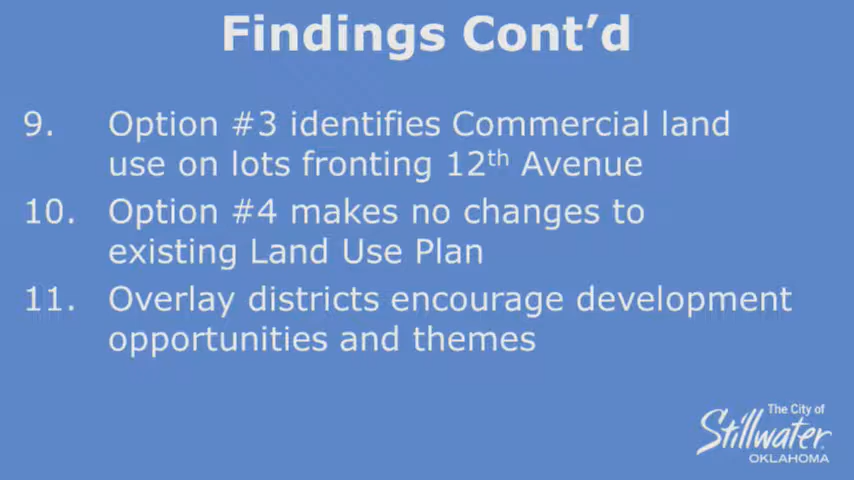 Findings Cont’d
9. Option #3 identifies Commercial land
use on lots fronting 12th Avenue
10. Option #4 makes no changes to
existing Land Use Plan
11. Overlay districts encourage development
opportunities and themes
The City of
Stillwater
OKLAHOMA